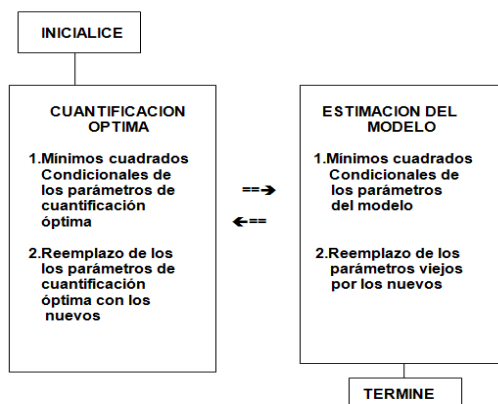 INICIALICE
CUANTIFICACION
OPTIMA
1.Mínimos cuadrados
Condicionales de
los parámetros de
cuantificación
óptima
2.Reemplazo de los
los parámetros de
cuantificación
óptima con los
nuevos
==➔
🡰==
ESTIMACION DEL
MODELO
1.Mínimos cuadrados
Condicionales de
los parámetros
del modelo
2.Reemplazo de los
parámetros viejos
por los nuevos
TERMINE